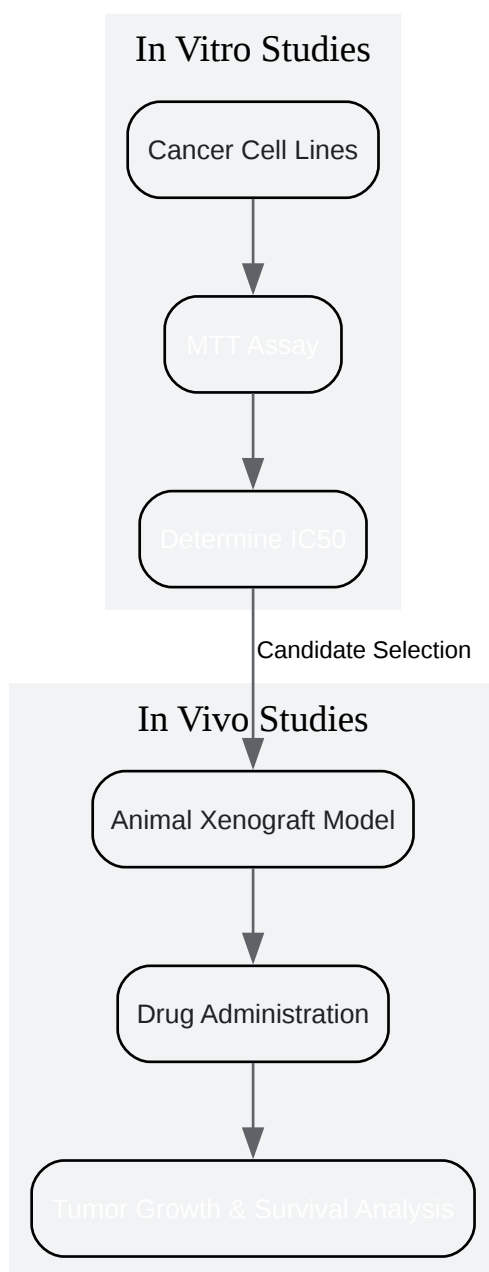 In Vitro Studies
Cancer Cell Lines
MTT Assay
Determine IC50
Candidate Selection
In Vivo Studies
Animal Xenograft Model
Drug Administration
Tumor Growth & Survival Analysis